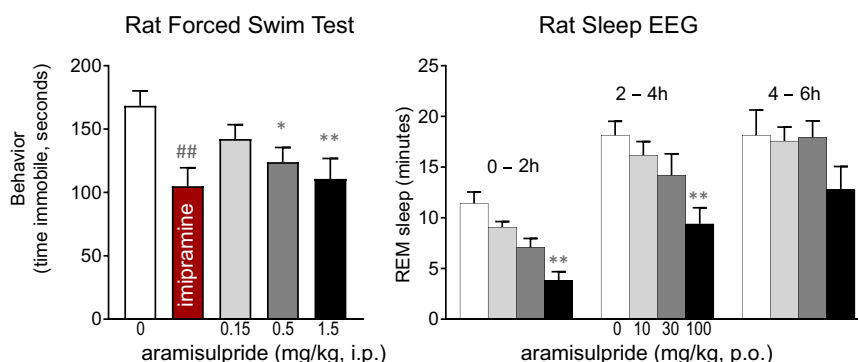 Rat Forced Swim Test
Behavior
(time immobile, seconds)
200
150
100
50
0
##
*
**
imipramine
0
0.15
0.5
1.5
aramisulpride (mg/kg, i.p.)
Rat Sleep EEG
REM sleep (minutes)
25
20
15
10
5
0
0 – 2h
2 – 4h
4 – 6h
**
**
0 10 30 100
aramisulpride (mg/kg, p.o.)